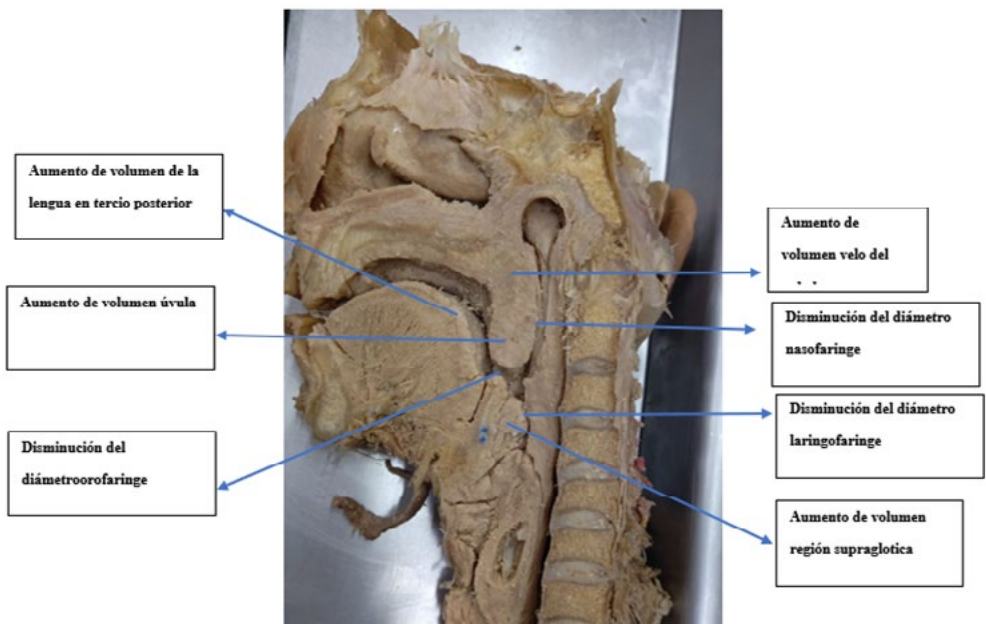 Aumento de volumen de la
lengua en tercio posterior
Aumento de volumen úvula
Disminución del
diámetroorofaringe
Aumento de
volumen velo del
Disminución del diámetro
nasofaringe
Disminución del diámetro
laringofaringe
Aumento de volumen
región supraglotica